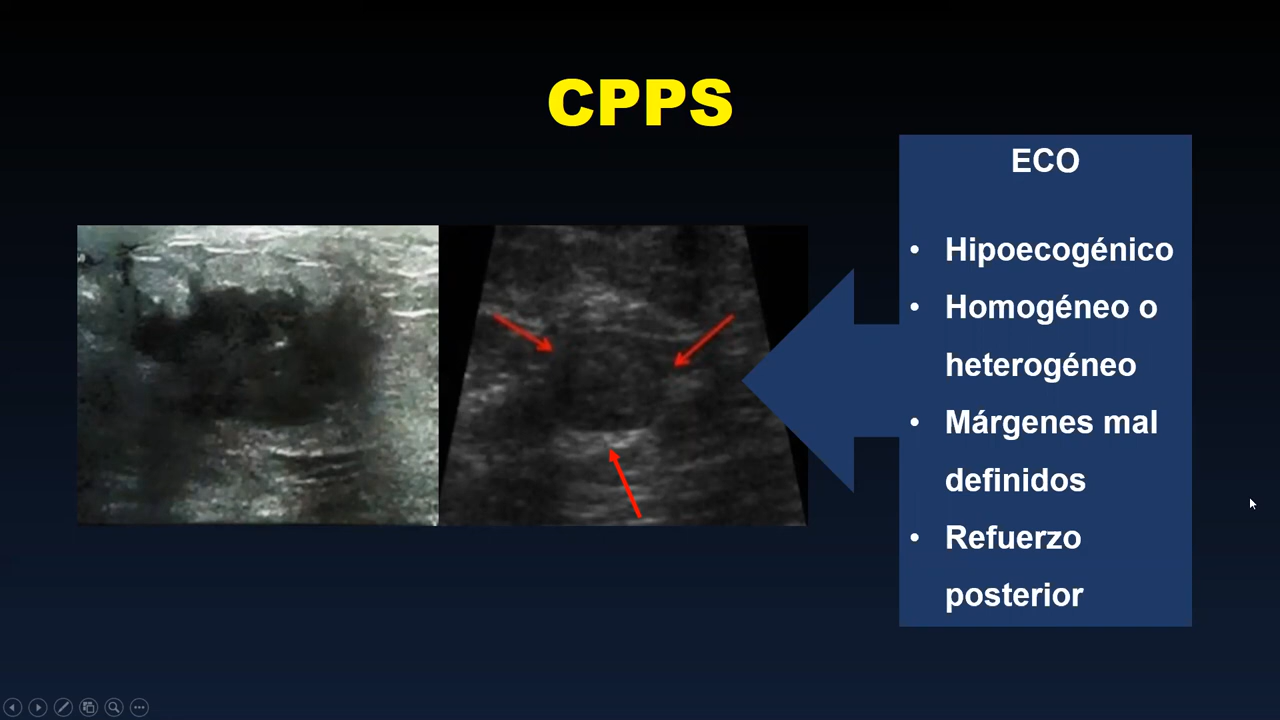 CPPS
ECO
• Hipoecogénico
• Homogéneo o
heterogéneo
• Márgenes mal
definidos
• Refuerzo
posterior